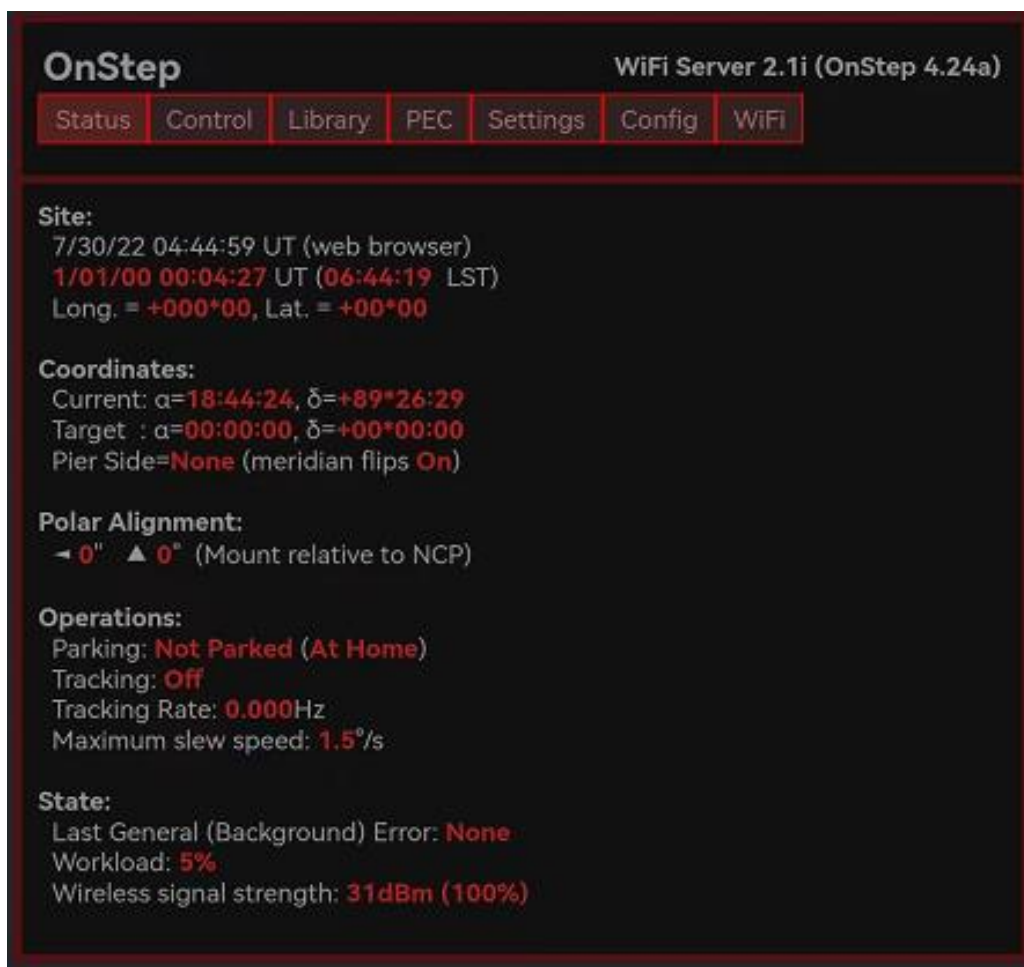 OnStep
WiFi Server 2.1i (OnStep 4.24a)
Status Control Library PEC Settings Config WiFi
Site:
7/30/22 04:44:59 UT (web browser)
1/01/00 00:04:27 UT (06:44:19 LST)
Long. = +000*00, Lat. = +00*00
Coordinates:
Current: α=18:44:24, δ=+89*26:29
Target : α=00:00:00, δ=+00*00:00
Pier Side=None (meridian flips On)
Polar Alignment:
◄ 0" ▲ 0" (Mount relative to NCP)
Operations:
Parking: Not Parked (At Home)
Tracking: Off
Tracking Rate: 0.000Hz
Maximum slew speed: 1.5°/s
State:
Last General (Background) Error: None
Workload: 5%
Wireless signal strength: 31dBm (100%)